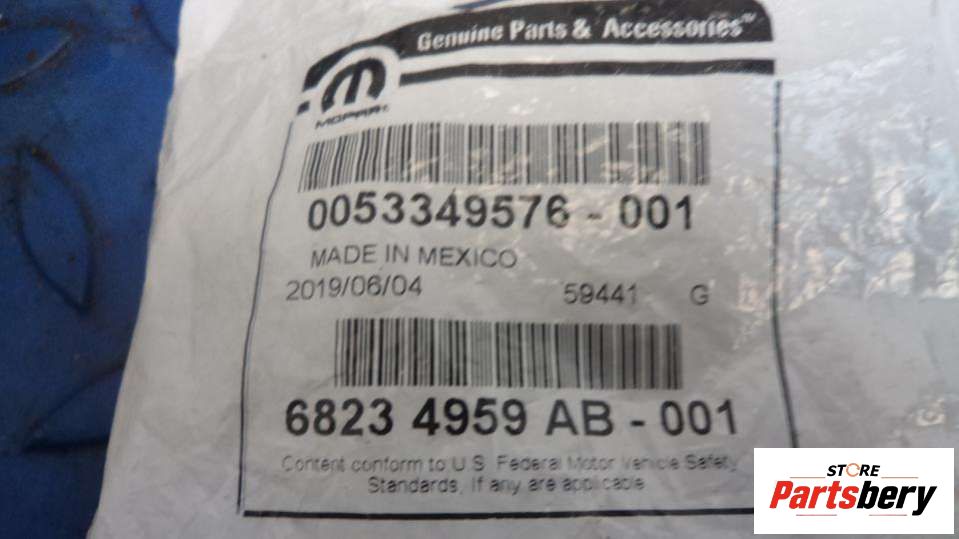 Genuine Parts & Accessories™
MOPAR®
0053349576 - 001
MADE IN MEXICO
2019/06/04 59441 G
6823 4959 AB - 001
Content conform to U.S. Federal Motor Vehicle Safety
Standards, If any are applicable
STORE
Partsbery